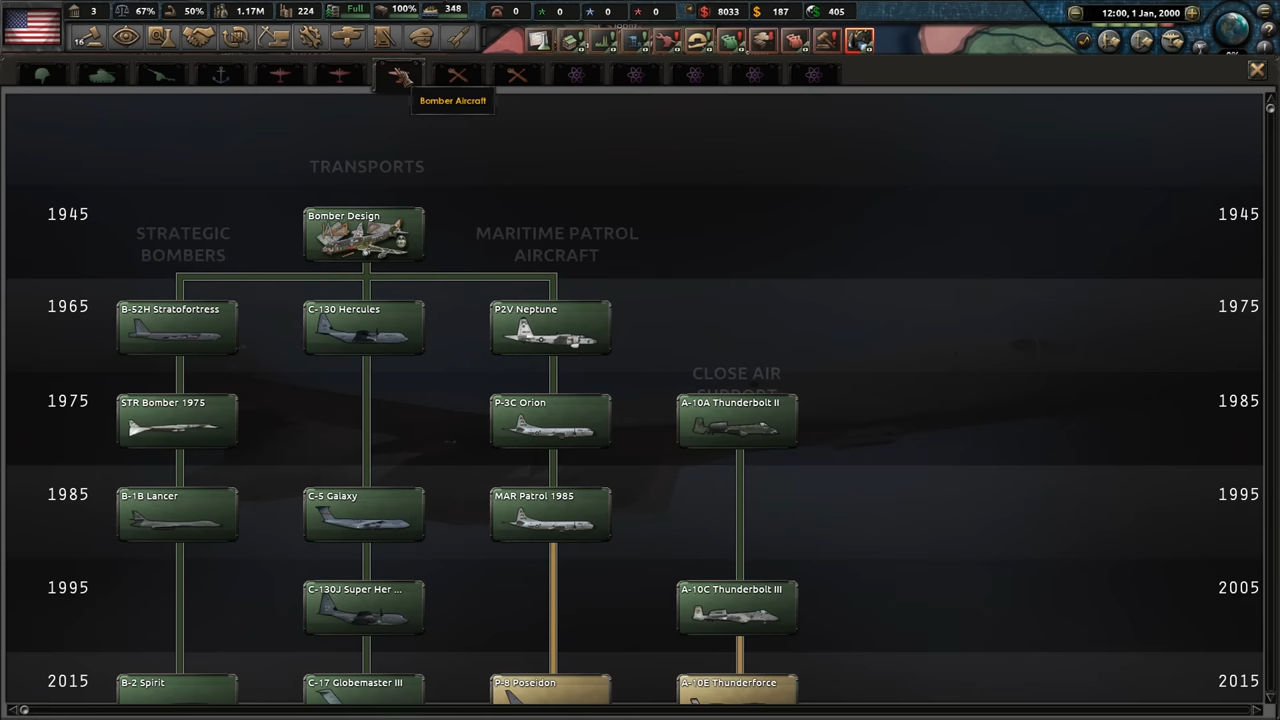 3 67% 50% 1.17M 224 Full 100% 348 0 0 0 0 8033 187 405 12:00, 1 Jan, 2000
16
Bomber Aircraft
TRANSPORTS
1945 Bomber Design 1945
STRATEGIC
BOMBERS
MARITIME PATROL
AIRCRAFT
1965 B-52H Stratofortress C-130 Hercules P2V Neptune 1975
CLOSE AIR
SUPPORT
1975 STR Bomber 1975 P-3C Orion A-10A Thunderbolt II 1985
1985 B-1B Lancer C-5 Galaxy MAR Patrol 1985 1995
1995 C-130J Super Her ... A-10C Thunderbolt III 2005
2015 B-2 Spirit C-17 Globemaster III P-8 Poseidon A-10E Thunderforce 2015